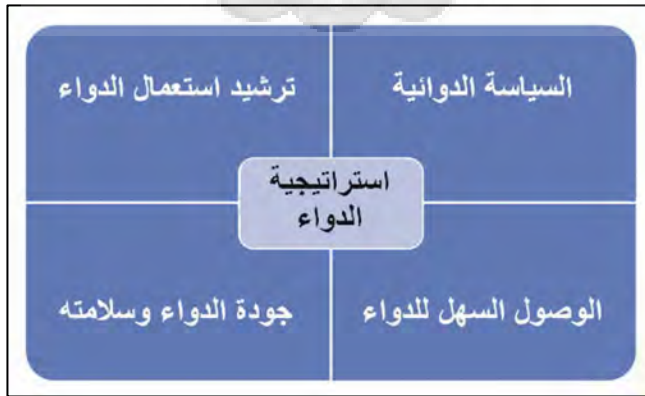 السياسة الدوائية
ترشيد استعمال الدواء
استراتيجية
الدواء
الوصول السهل للدواء
جودة الدواء وسلامته